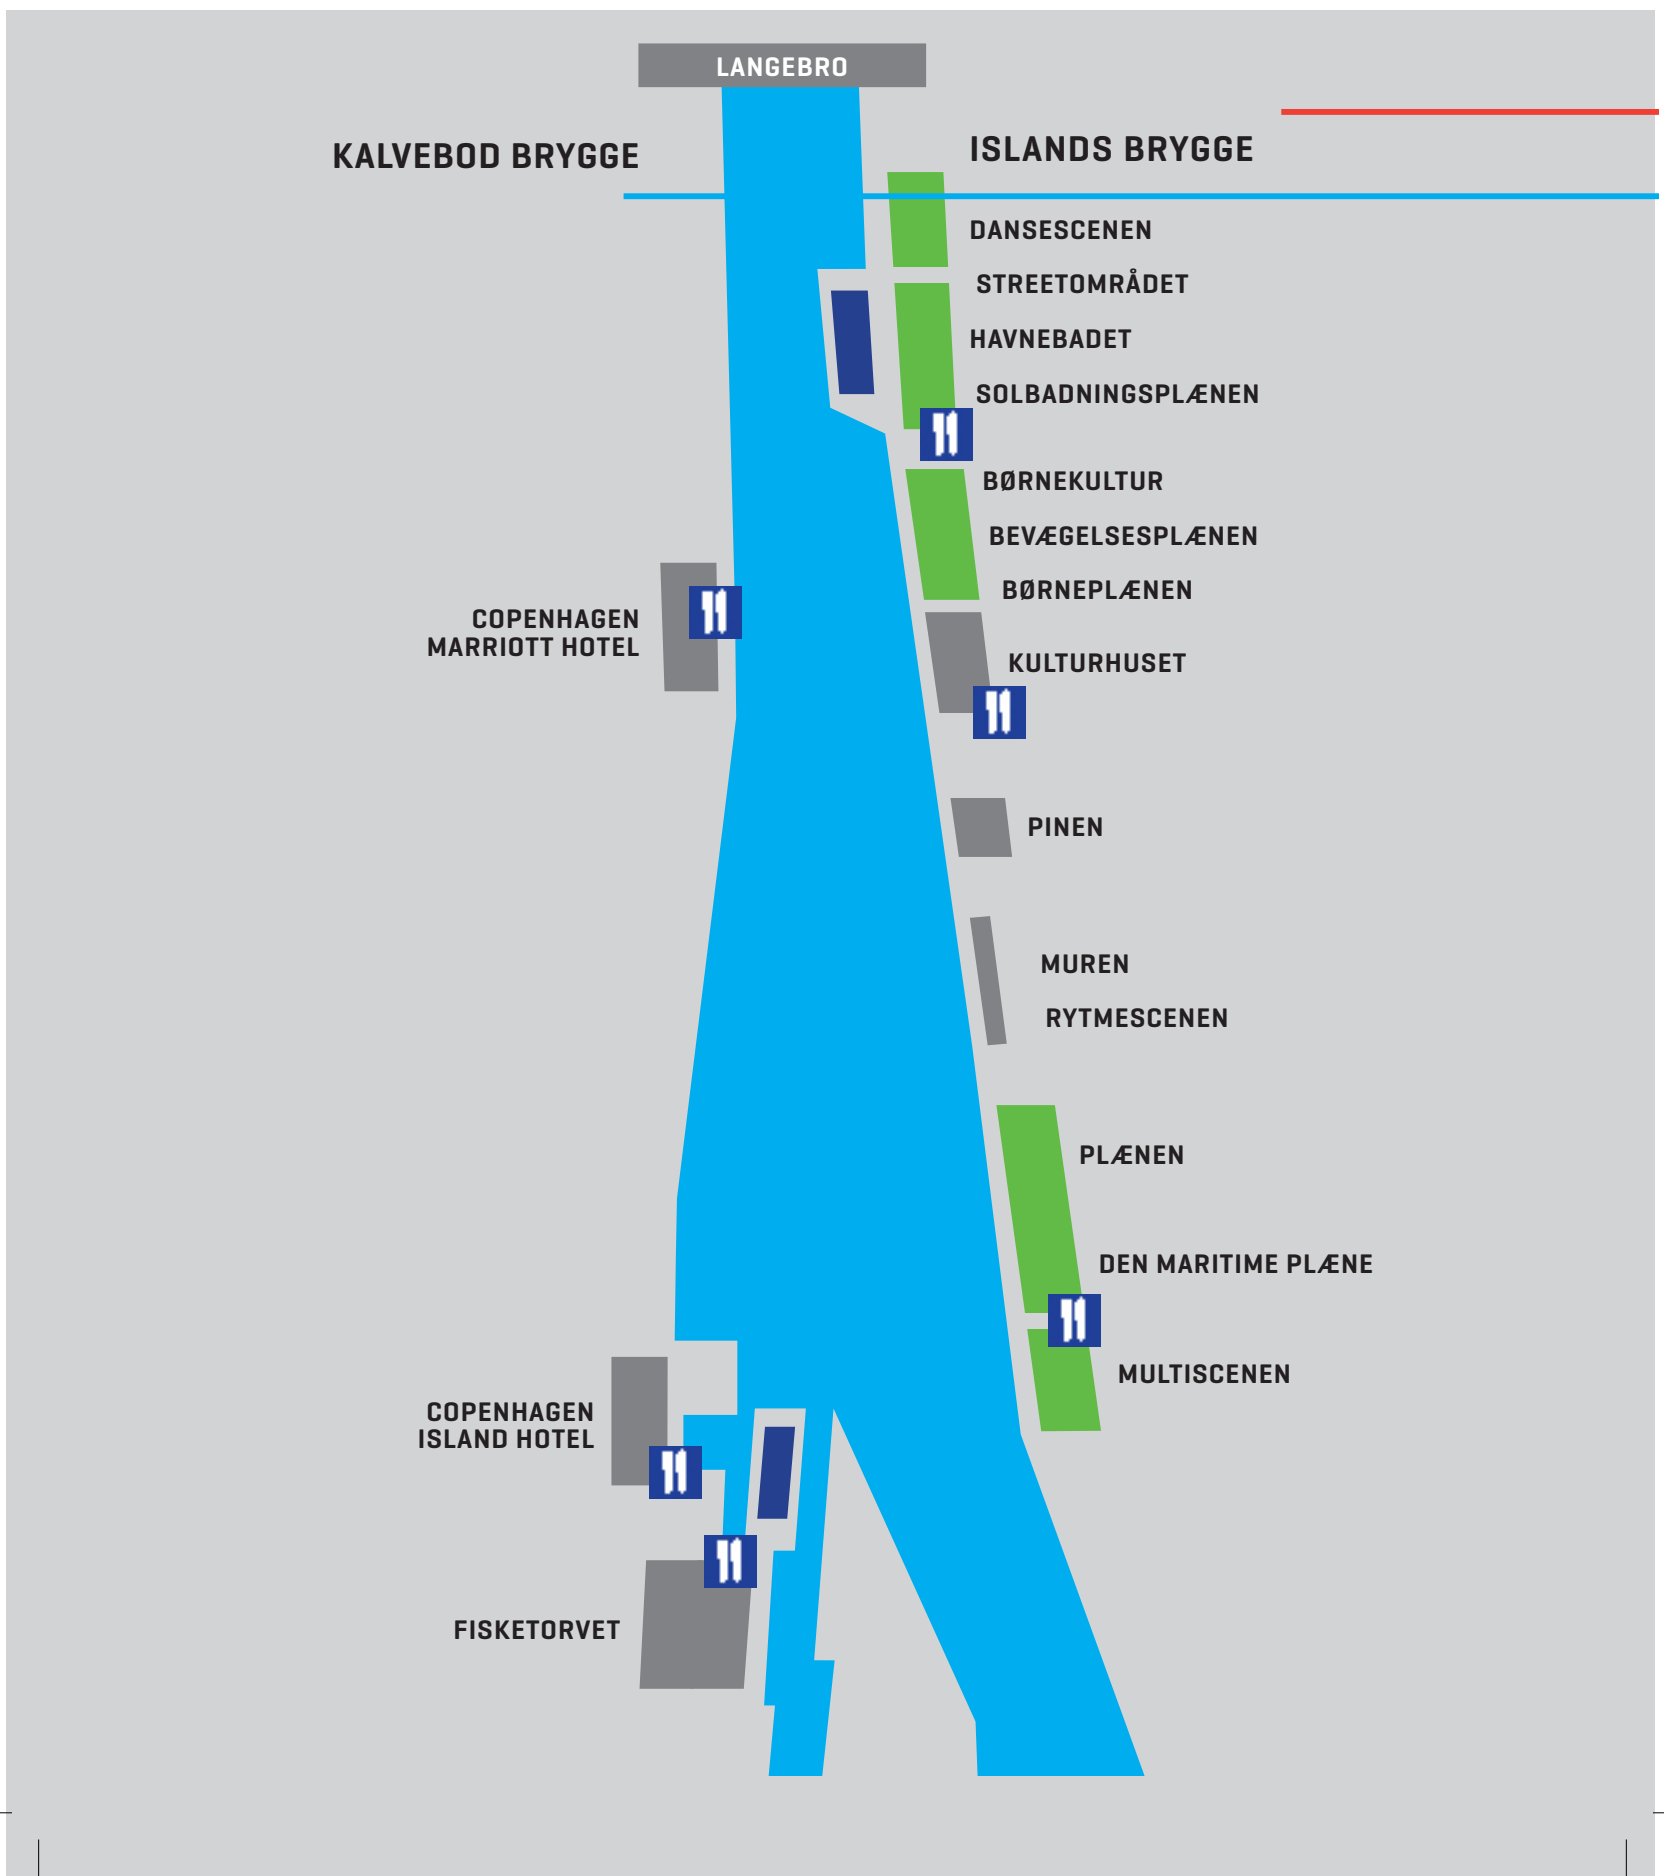 LANGEBRO
KALVEBOD BRYGGE
ISLANDS BRYGGE
DANSESCENEN
STREETOMRÅDET
HAVNEBADET
SOLBADNINGSPLÆNEN
BØRNEKULTUR
BEVÆGELSESPLÆNEN
BØRNEPLÆNEN
COPENHAGEN
MARRIOTT HOTEL
KULTURHUSET
PINEN
MUREN
RYTMESCENEN
PLÆNEN
DEN MARITIME PLÆNE
MULTISCENEN
COPENHAGEN
ISLAND HOTEL
FISKETORVET